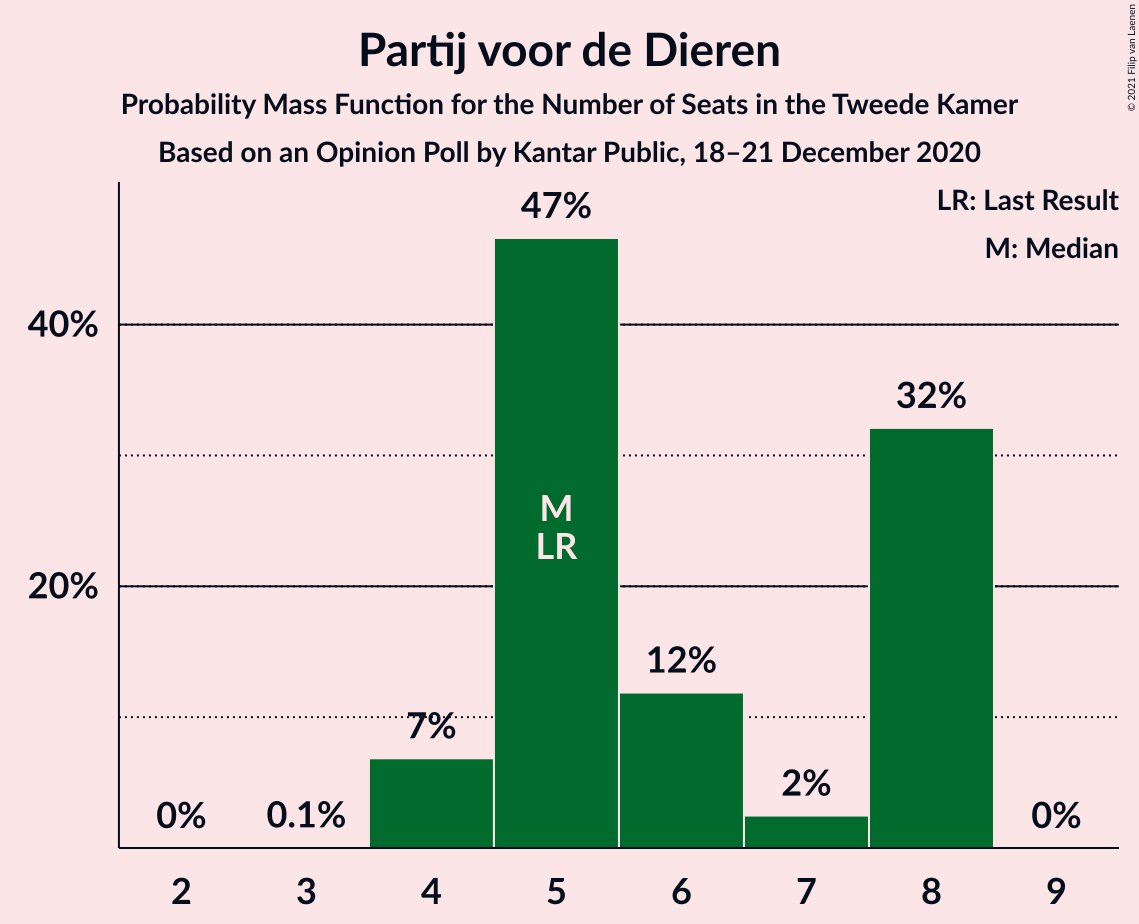 Partij voor de Dieren
Probability Mass Function for the Number of Seats in the Tweede Kamer
Based on an Opinion Poll by Kantar Public, 18–21 December 2020
© 2021 Filip van Laenen
LR: Last Result
M: Median
47%
40%
32%
M
LR
20%
12%
7%
2%
0%
0.1%
0%
2 3 4 5 6 7 8 9